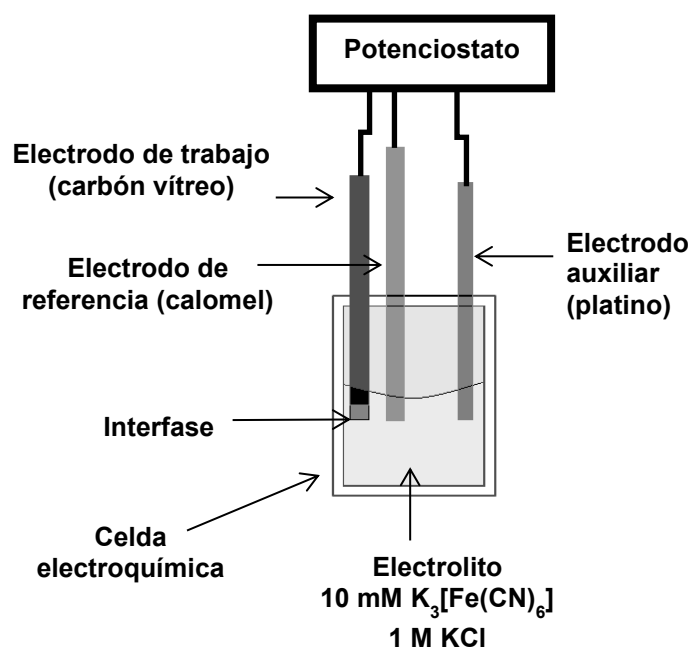 Potenciostato
Electrodo de trabajo
(carbón vítreo)
Electrodo de
referencia (calomel)
Electrodo
auxiliar
(platino)
Interfase
Celda
electroquímica
Electrolito
10 mM K₃[Fe(CN)₆]
1 M KCl